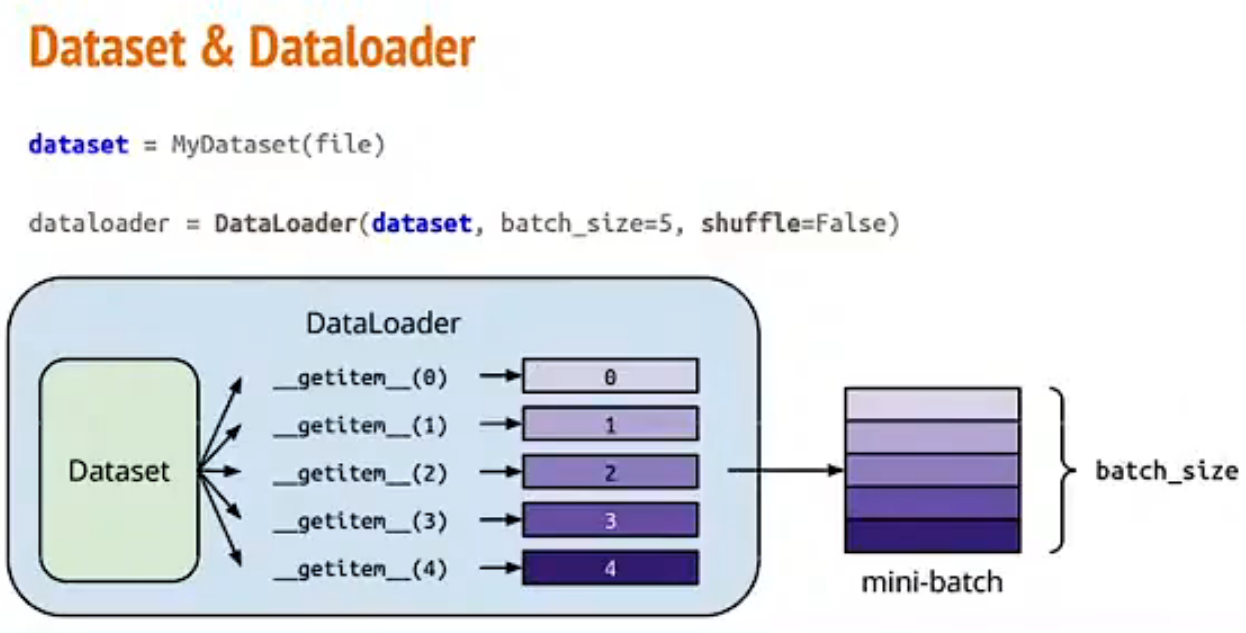 Dataset & Dataloader
dataset = MyDataset(file)
dataloader = DataLoader(dataset, batch_size=5, shuffle=False)
DataLoader
Dataset
__getitem__(0)
0
__getitem__(1)
1
__getitem__(2)
2
__getitem__(3)
3
__getitem__(4)
4
mini-batch
batch_size